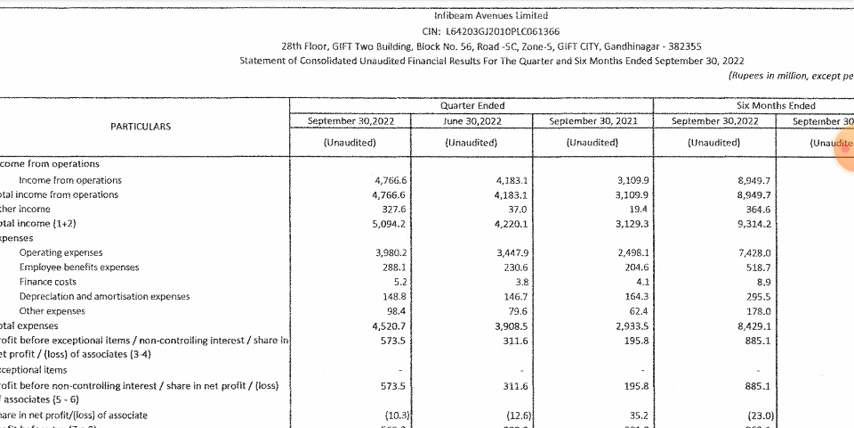 Infibeam Avenues Limited
CIN: L64203GJ2010PLC061366
28th Floor, GIFT Two Building, Block No. 56, Road -5C, Zone-5, GIFT CITY, Gandhinagar - 382355
Statement of Consolidated Unaudited Financial Results For The Quarter and Six Months Ended September 30, 2022
(Rupees in million, except pe
PARTICULARS Quarter Ended Six Months Ended
September 30,2022 June 30,2022 September 30, 2021 September 30, 2022 September 30
(Unaudited) (Unaudited) (Unaudited) (Unaudited) (Unaudite
come from operations
Income from operations 4,766.6 4,183.1 3,109.9 8,949.7
otal income from operations 4,766.6 4,183.1 3,109.9 8,949.7
ther income 327.6 37.0 19.4 364.6
otal income (1+2) 5,094.2 4,220.1 3,129.3 9,314.2
xpenses
Operating expenses 3,980.2 3,447.9 2,498.1 7,428.0
Employee benefits expenses 288.1 230.6 204.6 518.7
Finance costs 5.2 3.8 4.1 8.9
Depreciation and amortisation expenses 148.8 146.7 164.3 295.5
Other expenses 98.4 79.6 62.4 178.0
otal expenses 4,520.7 3,908.5 2,933.5 8,429.1
rofit before exceptional items / non-controlling interest / share in 573.5 311.6 195.8 885.1
et profit / (loss) of associates (3-4)
xceptional items - - - -
rofit before non-controlling interest / share in net profit / (loss) 573.5 311.6 195.8 885.1
f associates (5 - 6)
hare in net profit/(loss) of associate (10.3) (12.6) 35.2 (23.0)